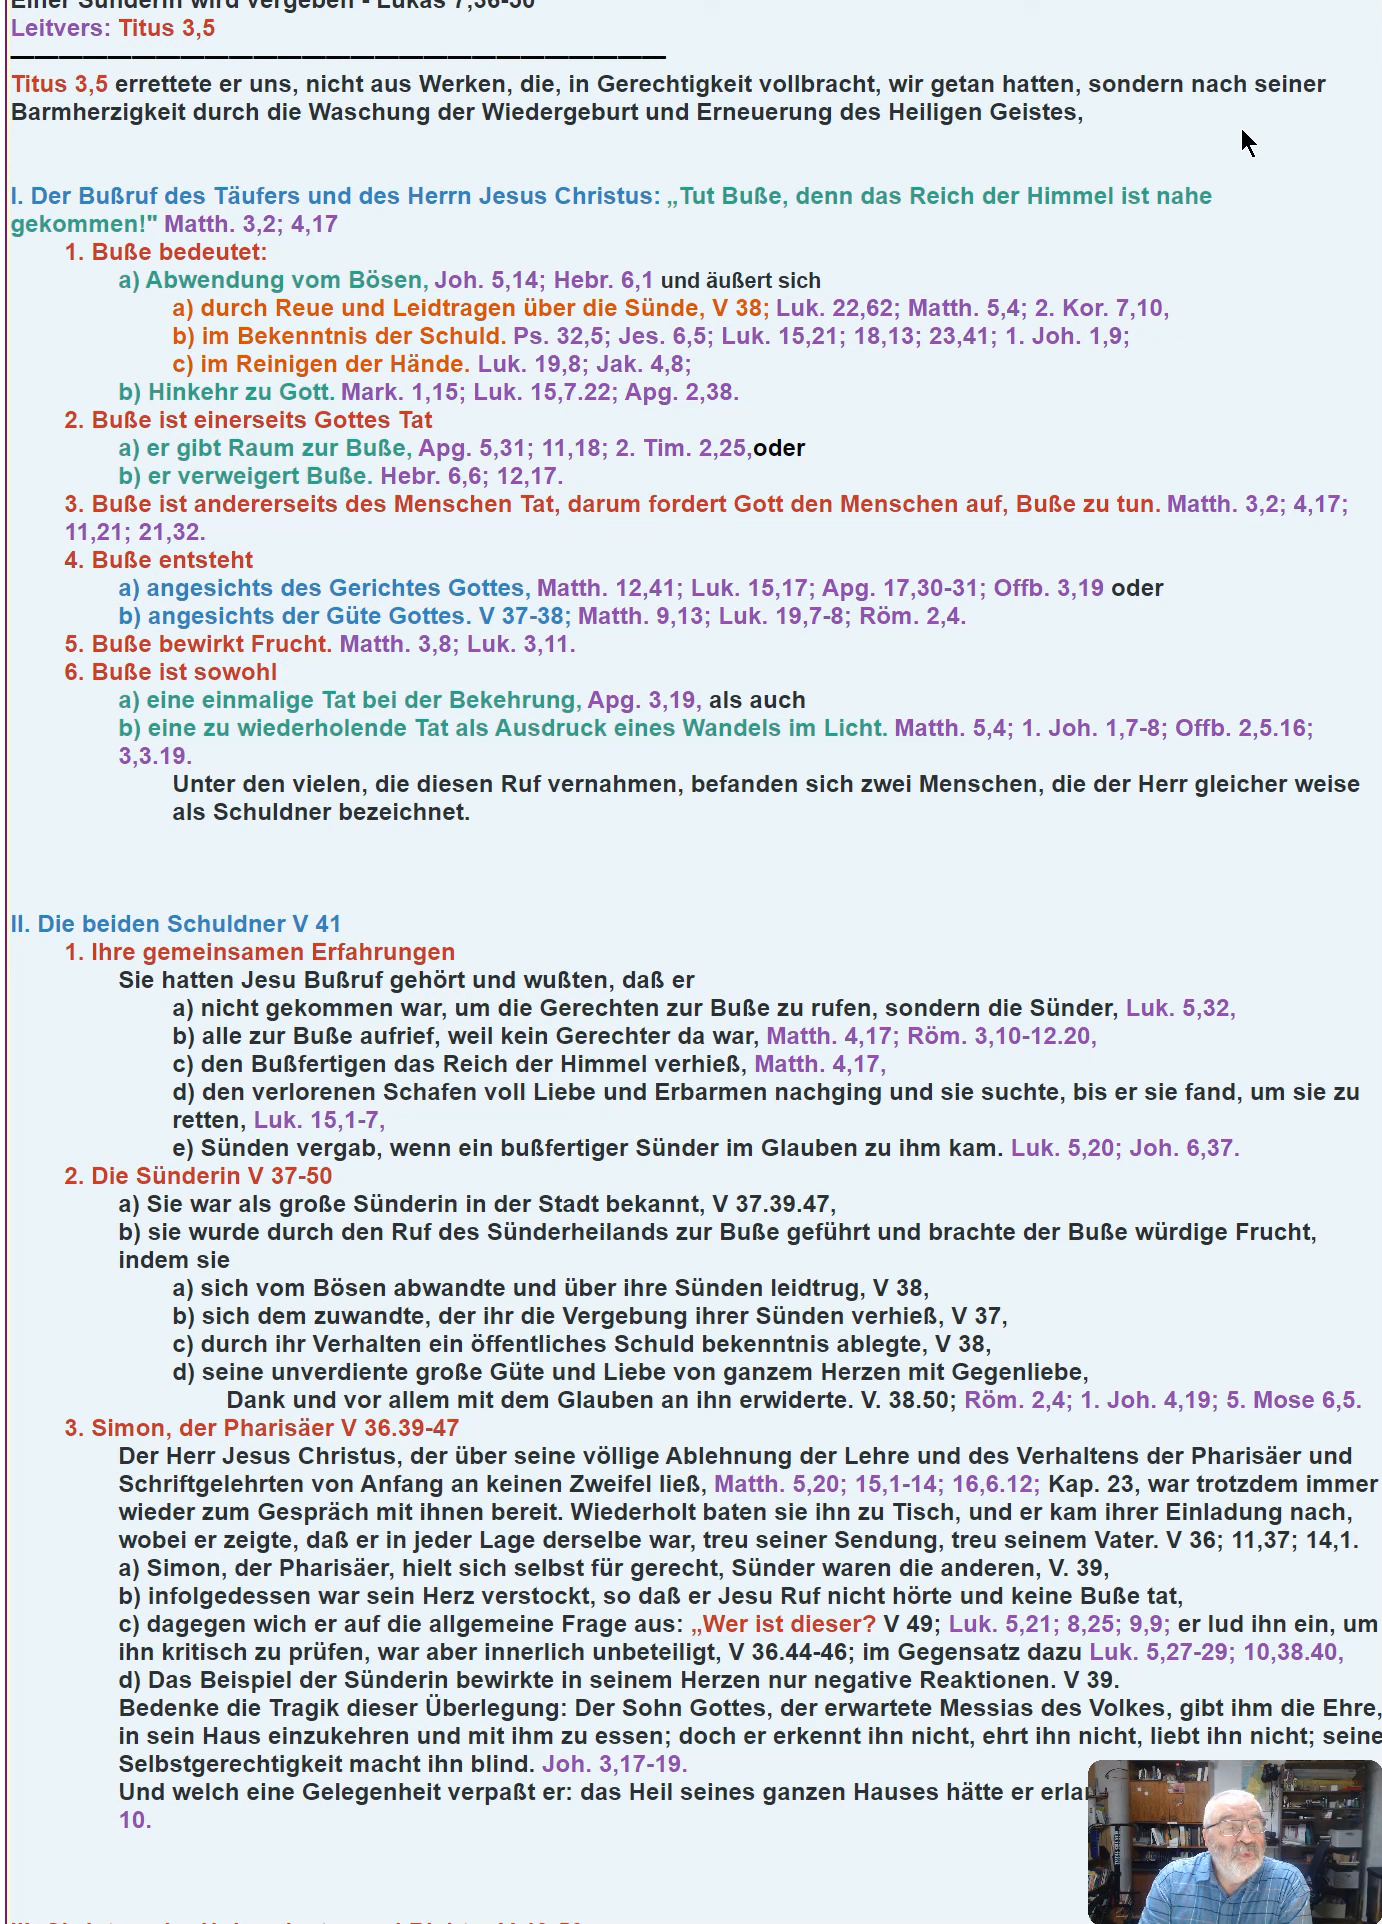 Einer Sünderin wird vergeben - Lukas 7,36-50
Leitvers: Titus 3,5
Titus 3,5 errettete er uns, nicht aus Werken, die, in Gerechtigkeit vollbracht, wir getan hatten, sondern nach seiner
Barmherzigkeit durch die Waschung der Wiedergeburt und Erneuerung des Heiligen Geistes,
I. Der Bußruf des Täufers und des Herrn Jesus Christus: „Tut Buße, denn das Reich der Himmel ist nahe
gekommen!" Matth. 3,2; 4,17
1. Buße bedeutet:
a) Abwendung vom Bösen, Joh. 5,14; Hebr. 6,1 und äußert sich
a) durch Reue und Leidtragen über die Sünde, V 38; Luk. 22,62; Matth. 5,4; 2. Kor. 7,10,
b) im Bekenntnis der Schuld. Ps. 32,5; Jes. 6,5; Luk. 15,21; 18,13; 23,41; 1. Joh. 1,9;
c) im Reinigen der Hände. Luk. 19,8; Jak. 4,8;
b) Hinkehr zu Gott. Mark. 1,15; Luk. 15,7.22; Apg. 2,38.
2. Buße ist einerseits Gottes Tat
a) er gibt Raum zur Buße, Apg. 5,31; 11,18; 2. Tim. 2,25,oder
b) er verweigert Buße. Hebr. 6,6; 12,17.
3. Buße ist andererseits des Menschen Tat, darum fordert Gott den Menschen auf, Buße zu tun. Matth. 3,2; 4,17;
11,21; 21,32.
4. Buße entsteht
a) angesichts des Gerichtes Gottes, Matth. 12,41; Luk. 15,17; Apg. 17,30-31; Offb. 3,19 oder
b) angesichts der Güte Gottes. V 37-38; Matth. 9,13; Luk. 19,7-8; Röm. 2,4.
5. Buße bewirkt Frucht. Matth. 3,8; Luk. 3,11.
6. Buße ist sowohl
a) eine einmalige Tat bei der Bekehrung, Apg. 3,19, als auch
b) eine zu wiederholende Tat als Ausdruck eines Wandels im Licht. Matth. 5,4; 1. Joh. 1,7-8; Offb. 2,5.16;
3,3.19.
Unter den vielen, die diesen Ruf vernahmen, befanden sich zwei Menschen, die der Herr gleicher weise
als Schuldner bezeichnet.
II. Die beiden Schuldner V 41
1. Ihre gemeinsamen Erfahrungen
Sie hatten Jesu Bußruf gehört und wußten, daß er
a) nicht gekommen war, um die Gerechten zur Buße zu rufen, sondern die Sünder, Luk. 5,32,
b) alle zur Buße aufrief, weil kein Gerechter da war, Matth. 4,17; Röm. 3,10-12.20,
c) den Bußfertigen das Reich der Himmel verhieß, Matth. 4,17,
d) den verlorenen Schafen voll Liebe und Erbarmen nachging und sie suchte, bis er sie fand, um sie zu
retten, Luk. 15,1-7,
e) Sünden vergab, wenn ein bußfertiger Sünder im Glauben zu ihm kam. Luk. 5,20; Joh. 6,37.
2. Die Sünderin V 37-50
a) Sie war als große Sünderin in der Stadt bekannt, V 37.39.47,
b) sie wurde durch den Ruf des Sünderheilands zur Buße geführt und brachte der Buße würdige Frucht,
indem sie
a) sich vom Bösen abwandte und über ihre Sünden leidtrug, V 38,
b) sich dem zuwandte, der ihr die Vergebung ihrer Sünden verhieß, V 37,
c) durch ihr Verhalten ein öffentliches Schuld bekenntnis ablegte, V 38,
d) seine unverdiente große Güte und Liebe von ganzem Herzen mit Gegenliebe,
Dank und vor allem mit dem Glauben an ihn erwiderte. V. 38.50; Röm. 2,4; 1. Joh. 4,19; 5. Mose 6,5.
3. Simon, der Pharisäer V 36.39-47
Der Herr Jesus Christus, der über seine völlige Ablehnung der Lehre und des Verhaltens der Pharisäer und
Schriftgelehrten von Anfang an keinen Zweifel ließ, Matth. 5,20; 15,1-14; 16,6.12; Kap. 23, war trotzdem immer
wieder zum Gespräch mit ihnen bereit. Wiederholt baten sie ihn zu Tisch, und er kam ihrer Einladung nach,
wobei er zeigte, daß er in jeder Lage derselbe war, treu seiner Sendung, treu seinem Vater. V 36; 11,37; 14,1.
a) Simon, der Pharisäer, hielt sich selbst für gerecht, Sünder waren die anderen, V. 39,
b) infolgedessen war sein Herz verstockt, so daß er Jesu Ruf nicht hörte und keine Buße tat,
c) dagegen wich er auf die allgemeine Frage aus: „Wer ist dieser? V 49; Luk. 5,21; 8,25; 9,9; er lud ihn ein, um
ihn kritisch zu prüfen, war aber innerlich unbeteiligt, V 36.44-46; im Gegensatz dazu Luk. 5,27-29; 10,38.40,
d) Das Beispiel der Sünderin bewirkte in seinem Herzen nur negative Reaktionen. V 39.
Bedenke die Tragik dieser Überlegung: Der Sohn Gottes, der erwartete Messias des Volkes, gibt ihm die Ehre,
in sein Haus einzukehren und mit ihm zu essen; doch er erkennt ihn nicht, ehrt ihn nicht, liebt ihn nicht; seine
Selbstgerechtigkeit macht ihn blind. Joh. 3,17-19.
Und welch eine Gelegenheit verpaßt er: das Heil seines ganzen Hauses hätte er
10.